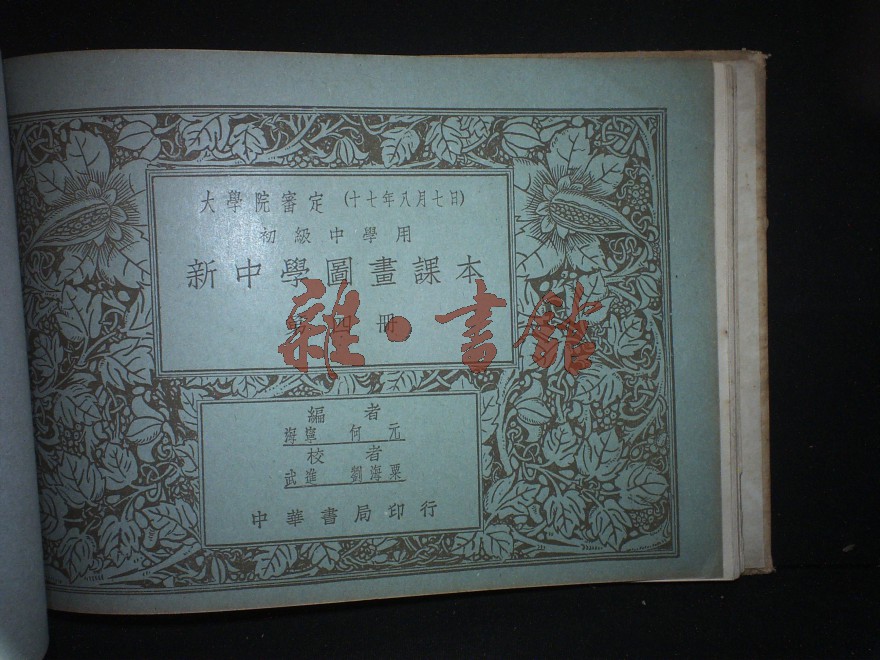 大學院審定 (十七年八月七日)
初級中學用
新中學圖畫課本
第四冊
雜·書館
編者
海寧 何元
校者
武進 劉海粟
中華書局印行